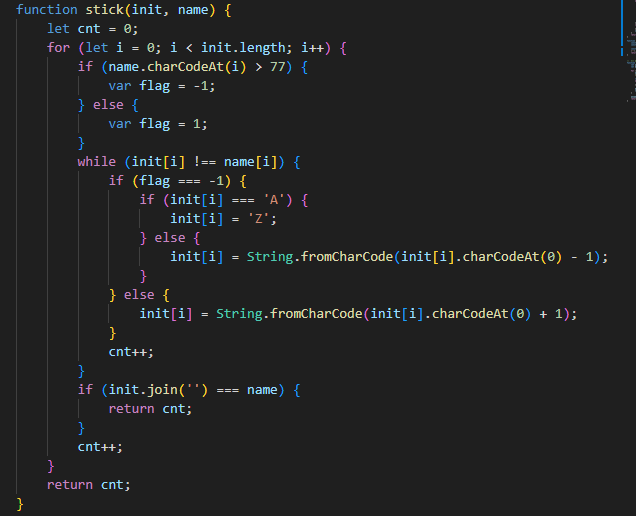 function stick(init, name) {
    let cnt = 0;
    for (let i = 0; i < init.length; i++) {
        if (name.charCodeAt(i) > 77) {
            var flag = -1;
        } else {
            var flag = 1;
        }
        while (init[i] !== name[i]) {
            if (flag === -1) {
                if (init[i] === 'A') {
                    init[i] = 'Z';
                } else {
                    init[i] = String.fromCharCode(init[i].charCodeAt(0) - 1);
                }
            } else {
                init[i] = String.fromCharCode(init[i].charCodeAt(0) + 1);
            }
            cnt++;
        }
        if (init.join('') === name) {
            return cnt;
        }
        cnt++;
    }
    return cnt;
}